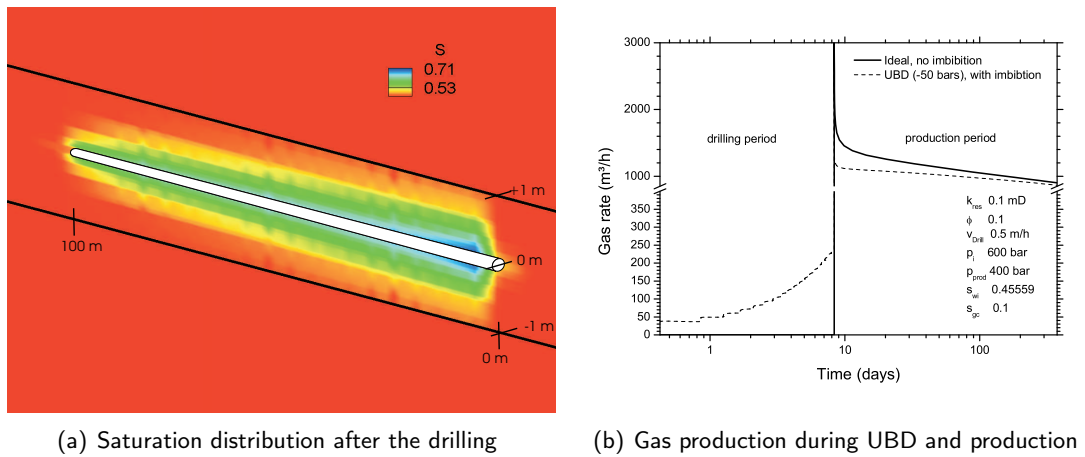 S
0.71
0.53
+1 m
100 m
0 m
-1 m
0 m
(a) Saturation distribution after the drilling
3000
2000
1000
350
300
250
200
150
100
50
0
Gas rate (m³/h)
Ideal, no imbibition
UBD (-50 bars), with imbibtion
drilling period
production period
k_res 0.1 mD
ϕ 0.1
v_Drill 0.5 m/h
p_i 600 bar
p_prod 400 bar
s_wi 0.45559
s_gc 0.1
1 10 100
Time (days)
(b) Gas production during UBD and production